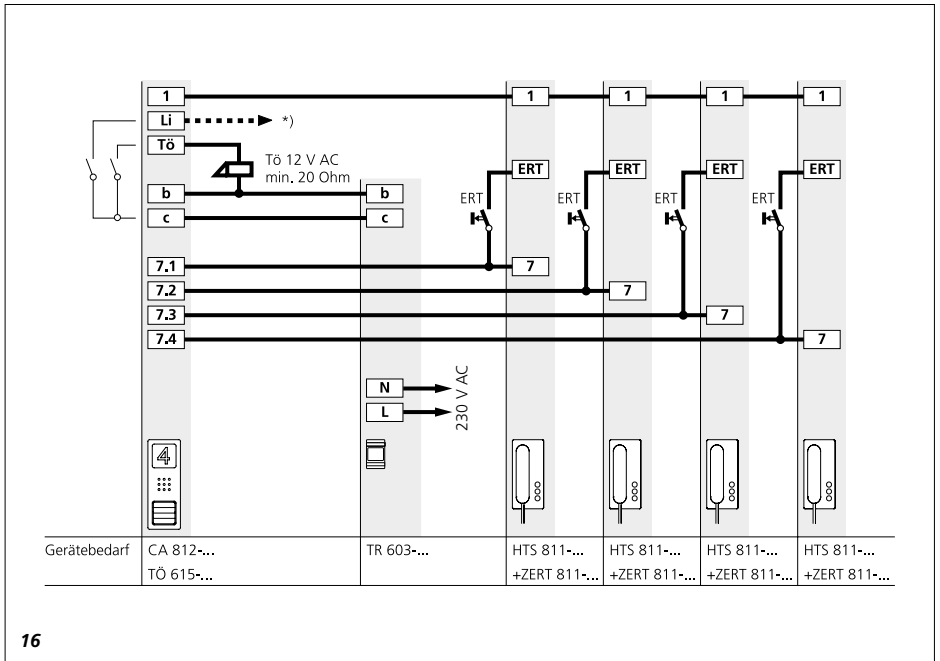 1 1 1 1 1
Li *)
Tö
Tö 12 V AC
min. 20 Ohm
ERT ERT ERT ERT
b b
ERT ERT ERT ERT
c c
7.1 7
7.2 7
7.3 7
7.4 7
N
L
230 V AC
4
Gerätebedarf CA 812-... TR 603-... HTS 811-... HTS 811-... HTS 811-... HTS 811-...
TÖ 615-... +ZERT 811-... +ZERT 811-... +ZERT 811-... +ZERT 811-...
16